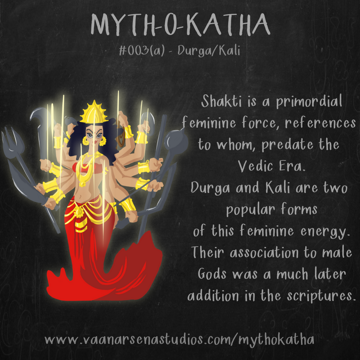 MYTH-O-KATHA
#003(a) - Durga/Kali
Shakti is a primordial
feminine force, references
to whom, predate the
Vedic Era.
Durga and Kali are two
popular forms
of this feminine energy.
Their association to male
Gods was a much later
addition in the scriptures.
www.vaanarsenastudios.com/mythokatha